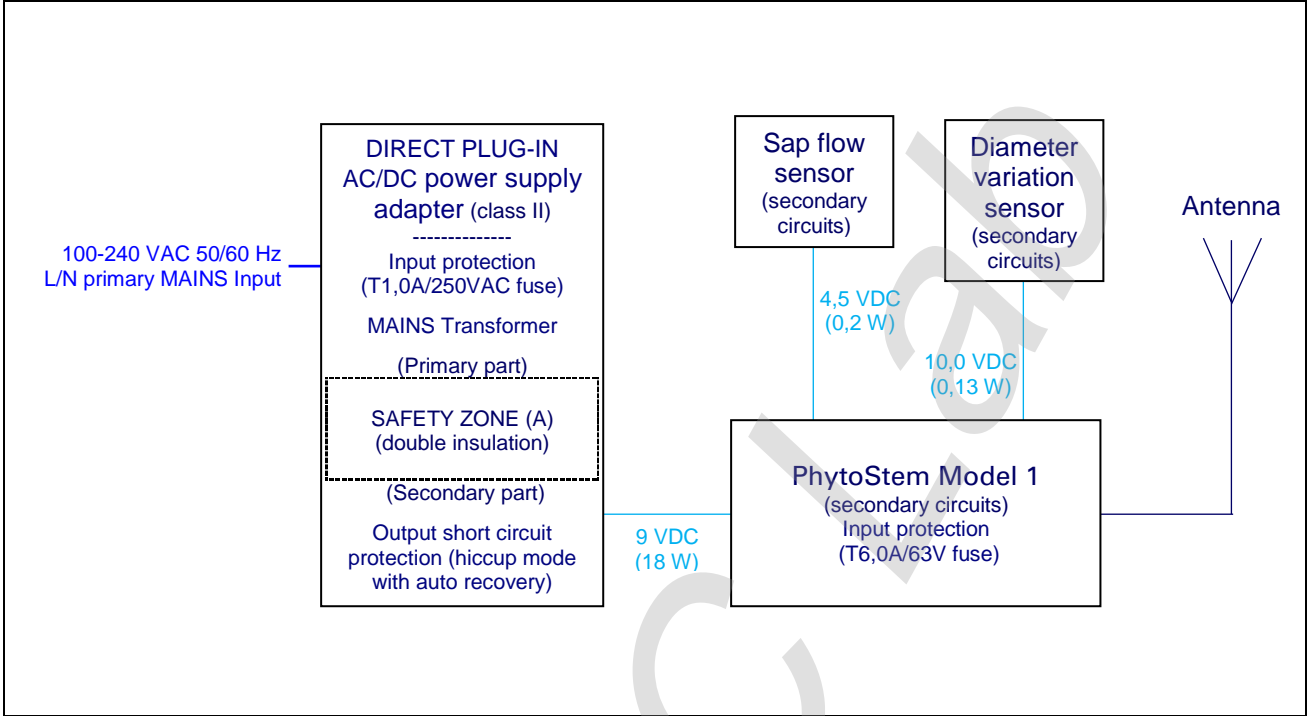 100-240 VAC 50/60 Hz
L/N primary MAINS Input
DIRECT PLUG-IN
AC/DC power supply
adapter (class II)
--------------
Input protection
(T1,0A/250VAC fuse)
MAINS Transformer
(Primary part)
SAFETY ZONE (A)
(double insulation)
(Secondary part)
Output short circuit
protection (hiccup mode
with auto recovery)
9 VDC
(18 W)
Sap flow
sensor
(secondary
circuits)
4,5 VDC
(0,2 W)
Diameter
variation
sensor
(secondary
circuits)
10,0 VDC
(0,13 W)
PhytoStem Model 1
(secondary circuits)
Input protection
(T6,0A/63V fuse)
Antenna
C Lab